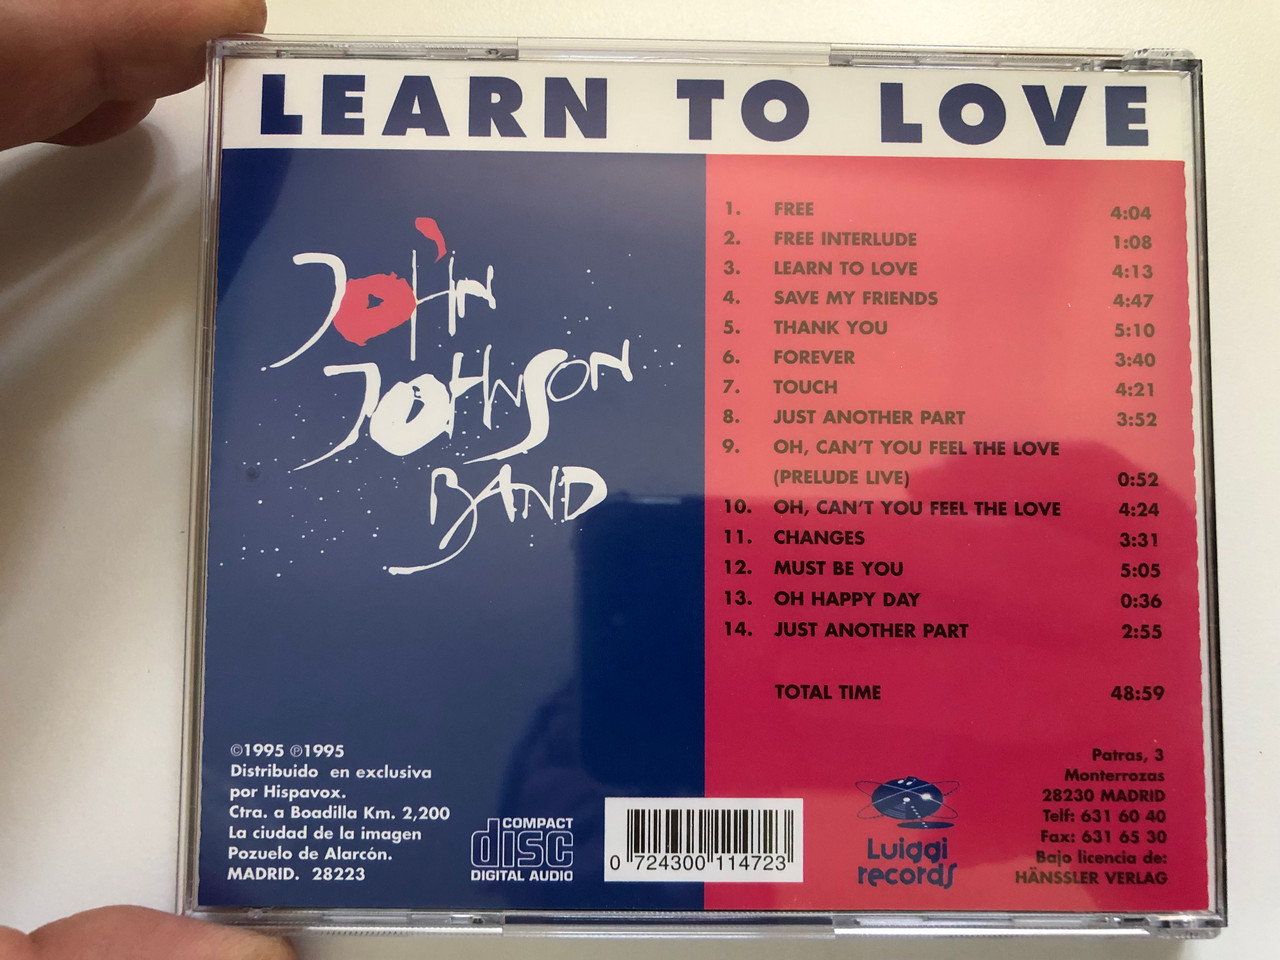 LEARN TO LOVE
JOHN
JOHNSON
BAND
1. FREE 4:04
2. FREE INTERLUDE 1:08
3. LEARN TO LOVE 4:13
4. SAVE MY FRIENDS 4:47
5. THANK YOU 5:10
6. FOREVER 3:40
7. TOUCH 4:21
8. JUST ANOTHER PART 3:52
9. OH, CAN'T YOU FEEL THE LOVE
(PRELUDE LIVE) 0:52
10. OH, CAN'T YOU FEEL THE LOVE 4:24
11. CHANGES 3:31
12. MUST BE YOU 5:05
13. OH HAPPY DAY 0:36
14. JUST ANOTHER PART 2:55
TOTAL TIME 48:59
©1995 ℗1995
Distribuido en exclusiva
por Hispavox.
Ctra. a Boadilla Km. 2,200
La ciudad de la imagen
Pozuelo de Alarcón.
MADRID. 28223
COMPACT
disc
DIGITAL AUDIO
0 724300 114723
Luiggi
records
Patras, 3
Monterrozas
28230 MADRID
Telf: 631 60 40
Fax: 631 65 30
Bajo licencia de:
HÄNSSLER VERLAG